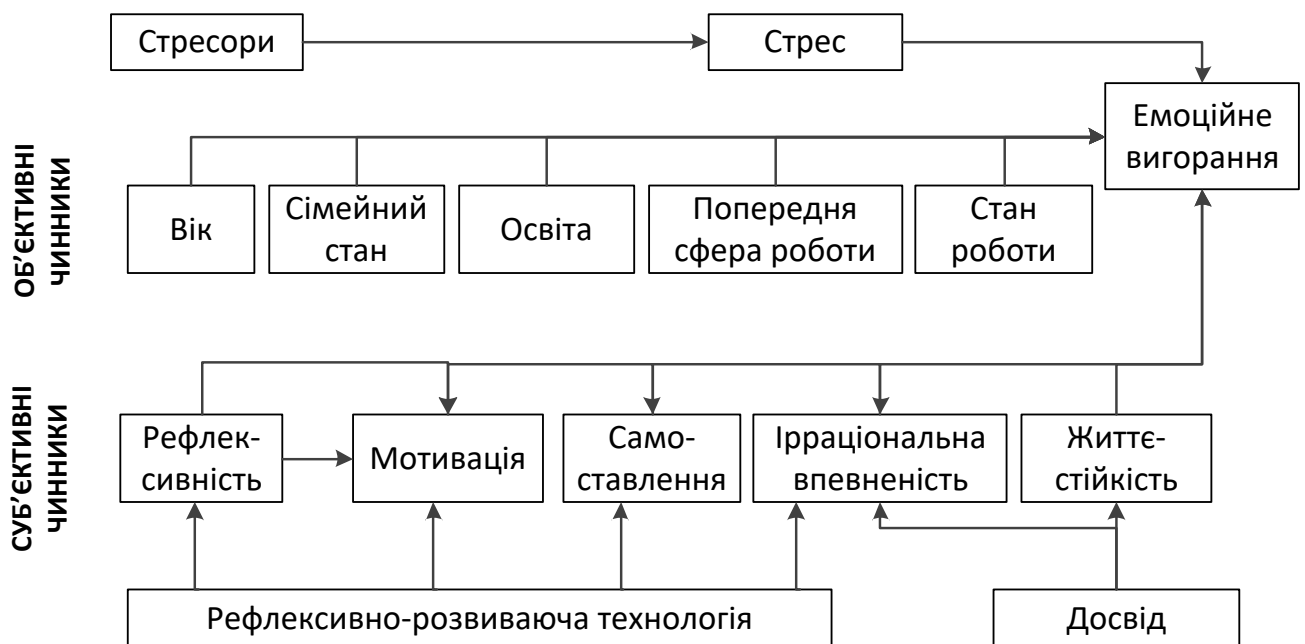 Стресори
Стрес
Емоційне
вигорання
ОБ’ЄКТИВНІ
ЧИННИКИ
Вік
Сімейний
стан
Освіта
Попередня
сфера роботи
Стан
роботи
СУБ’ЄКТИВНІ
ЧИННИКИ
Рефлек-
сивність
Мотивація
Само-
ставлення
Ірраціональна
впевненість
Життє-
стійкість
Рефлексивно-розвиваюча технологія
Досвід